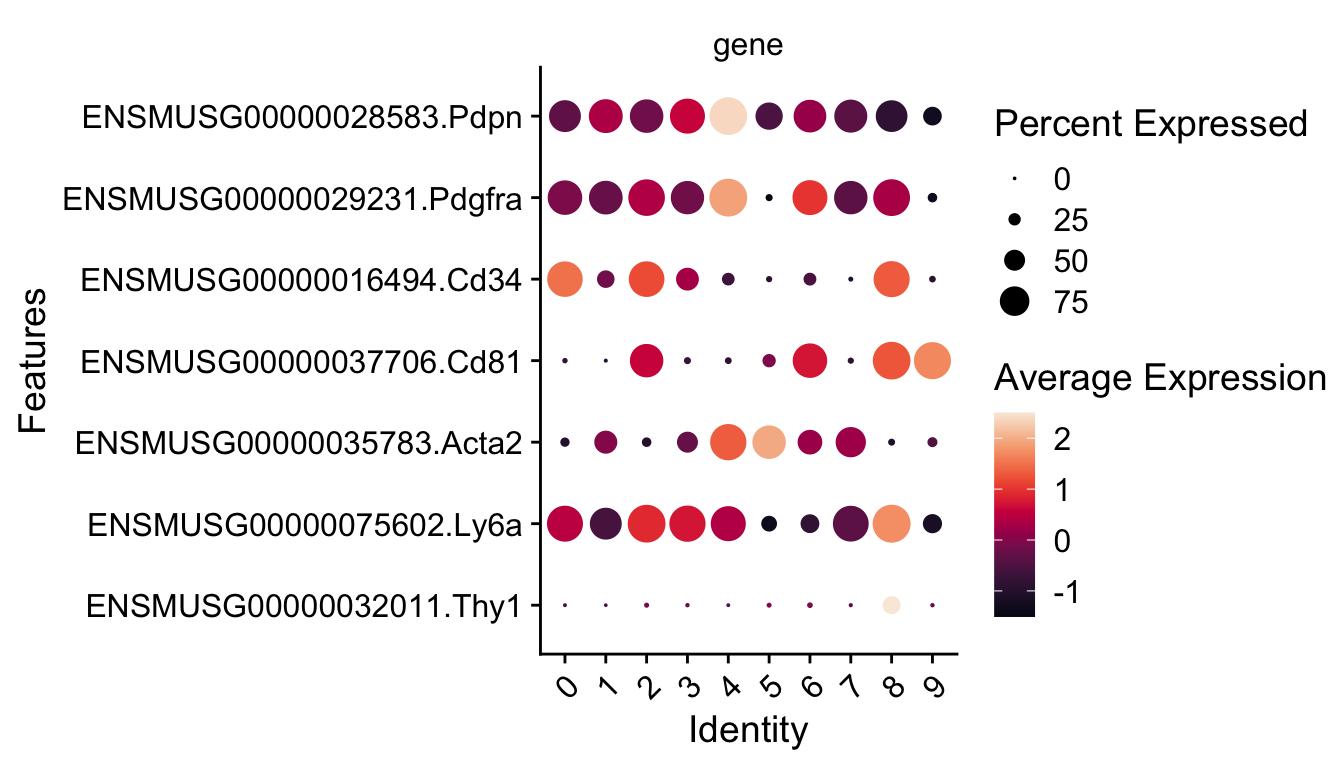 gene
ENSMUSG00000028583.Pdpn
ENSMUSG00000029231.Pdgfra
ENSMUSG00000016494.Cd34
ENSMUSG00000037706.Cd81
ENSMUSG00000035783.Acta2
ENSMUSG00000075602.Ly6a
ENSMUSG00000032011.Thy1
Features
0 1 2 3 4 5 6 7 8 9
Identity
Percent Expressed
0
25
50
75
Average Expression
2
1
0
-1